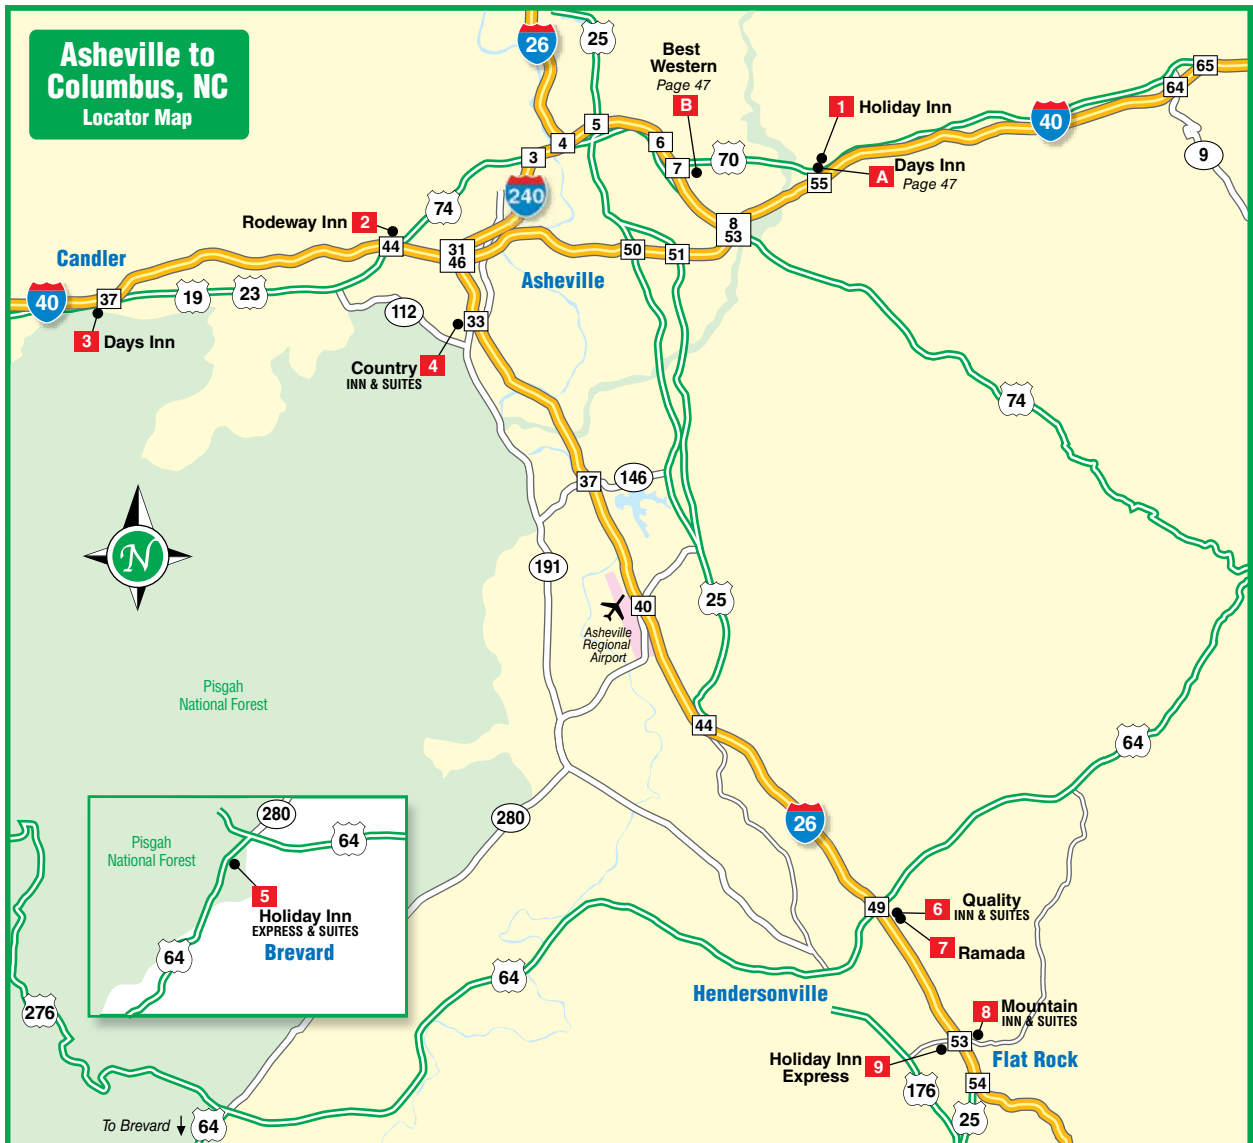 Asheville to
Columbus, NC
Locator Map
26
25
Best
Western
Page 47
B
1 Holiday Inn
A Days Inn
Page 47
40
65
64
9
5
4
3
6
7
70
55
240
74
Rodeway Inn 2
44
31
46
8
53
50
51
Candler
40
37
19
23
Asheville
3 Days Inn
112
33
Country 4
INN & SUITES
74
37
146
N
191
25
40
Asheville
Regional
Airport
Pisgah
National Forest
44
64
26
280
280
Pisgah
National Forest
64
5
Holiday Inn
EXPRESS & SUITES
Brevard
64
49
6 Quality
INN & SUITES
7 Ramada
64
Hendersonville
276
8 Mountain
INN & SUITES
53
Flat Rock
Holiday Inn
Express
9
54
176
25
To Brevard
64